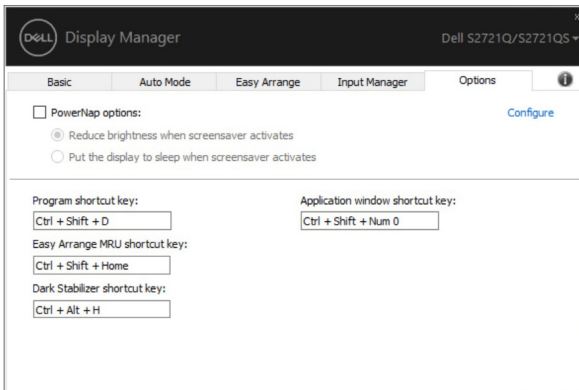 DELL Display Manager
Dell S2721Q/S2721QS
Basic Auto Mode Easy Arrange Input Manager Options
PowerNap options: Configure
Reduce brightness when screensaver activates
Put the display to sleep when screensaver activates
Program shortcut key: Application window shortcut key:
Ctrl + Shift + D Ctrl + Shift + Num 0
Easy Arrange MRU shortcut key:
Ctrl + Shift + Home
Dark Stabilizer shortcut key:
Ctrl + Alt + H